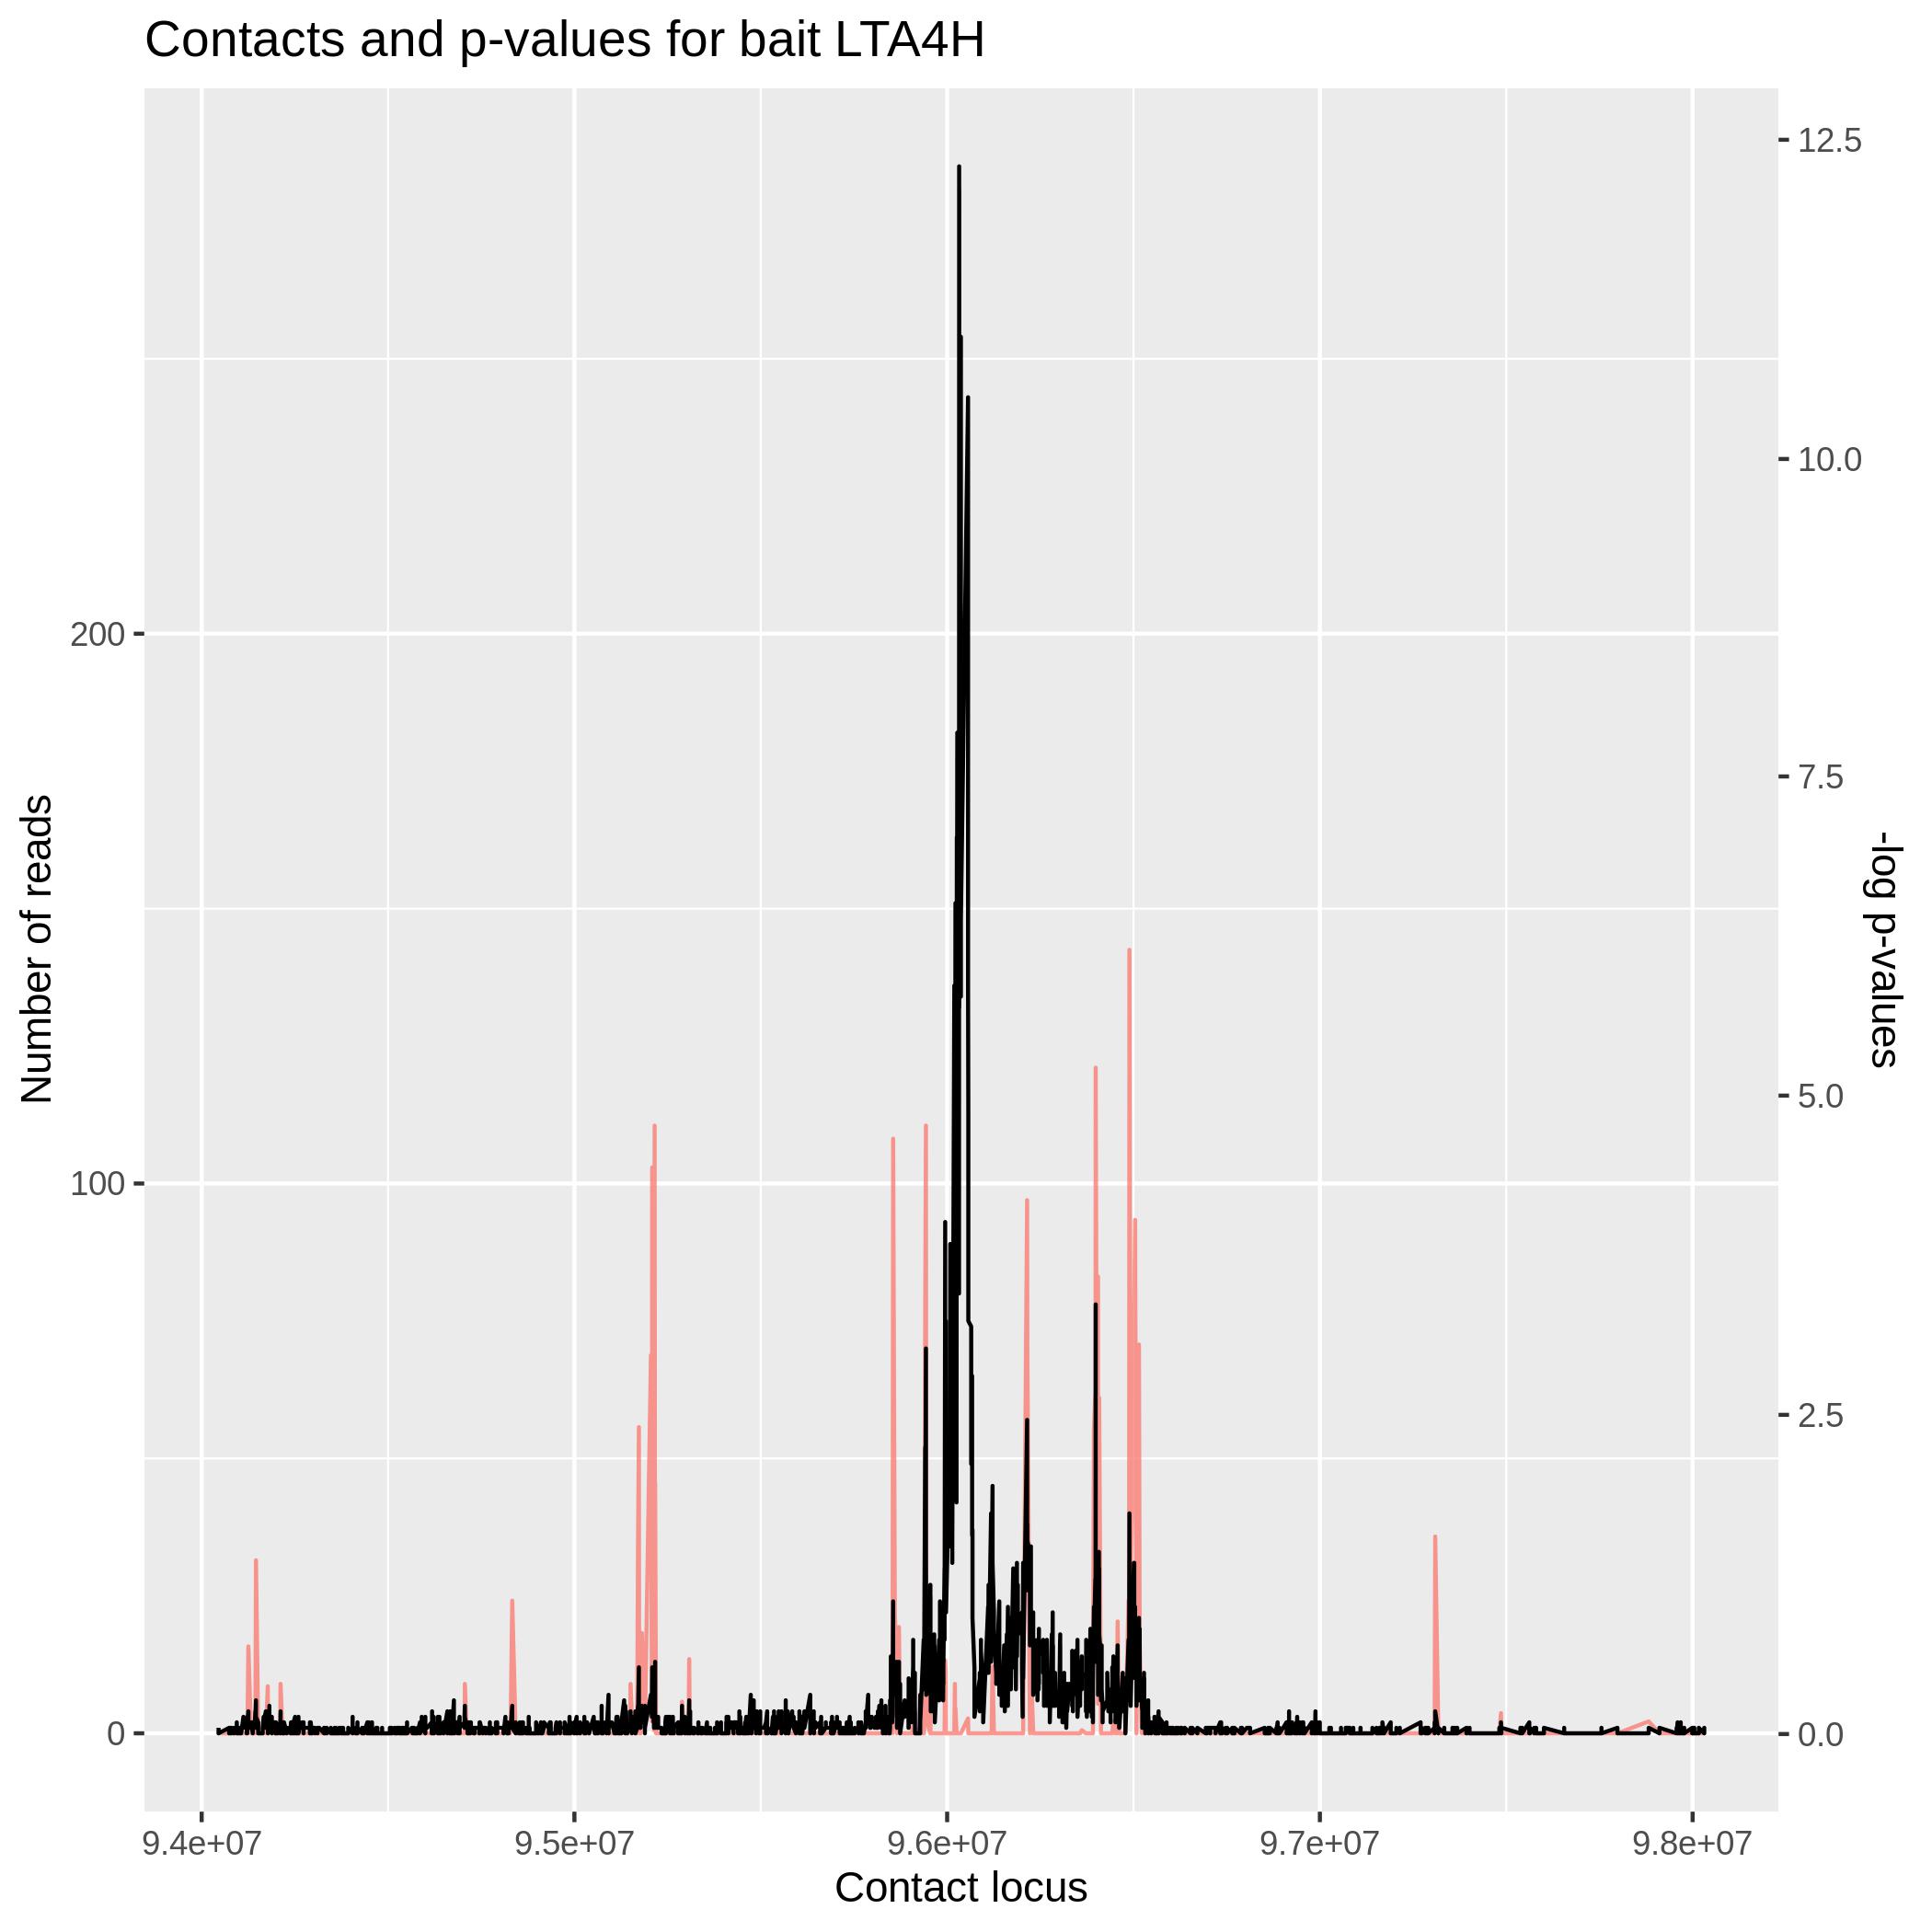 Contacts and p-values for bait LTA4H
12.5
10.0
200
7.5
Number of reads
-log p-values
5.0
100
2.5
0
0.0
9.4e+07
9.5e+07
9.6e+07
9.7e+07
9.8e+07
Contact locus